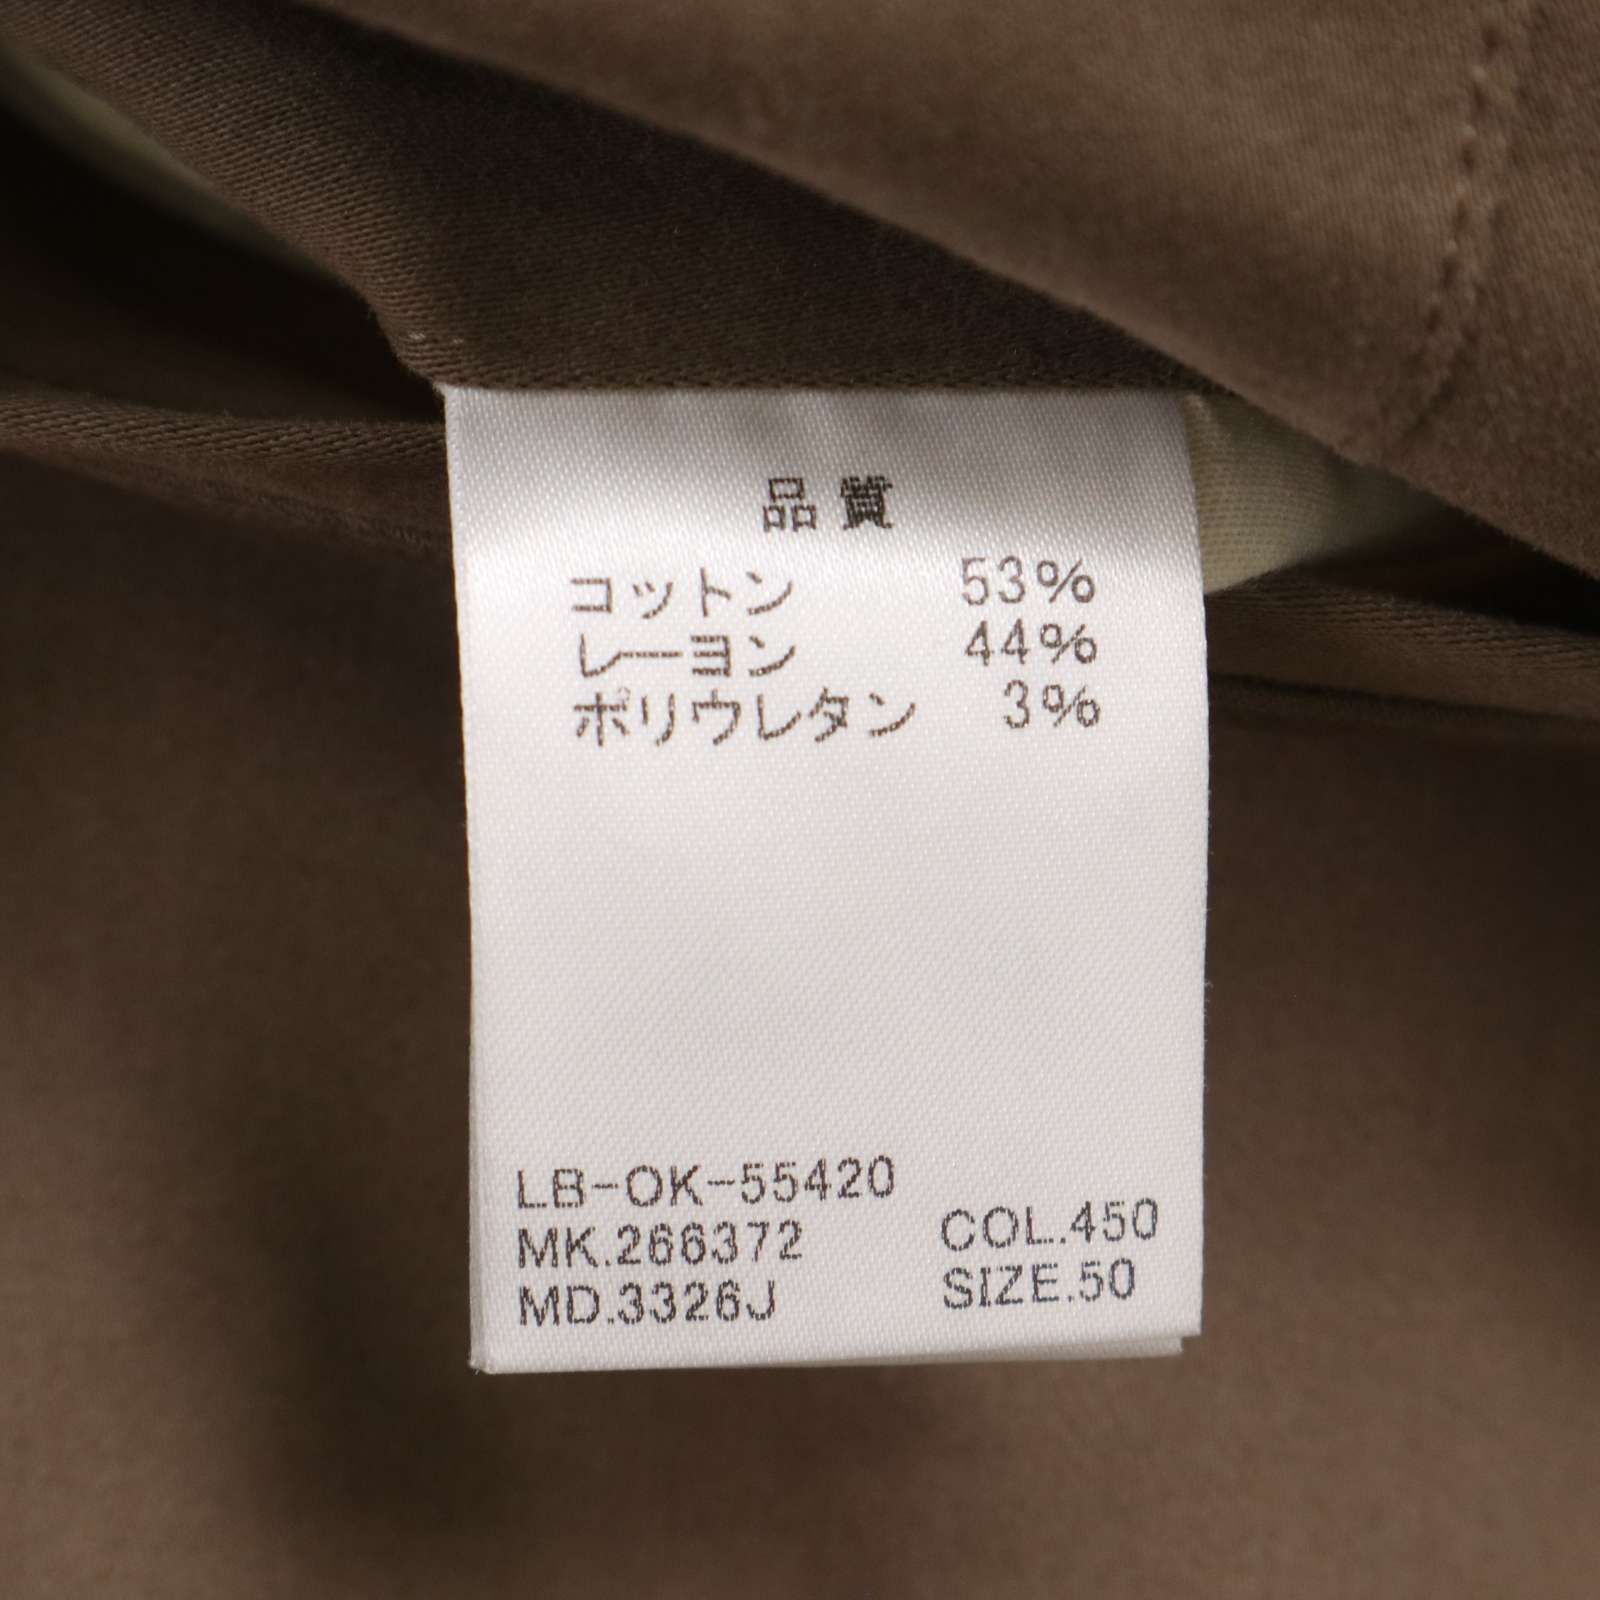 品質
コットン 53%
レーヨン 44%
ポリウレタン 3%
LB-OK-55420
MK.266372 COL.450
MD.3326J SIZE.50